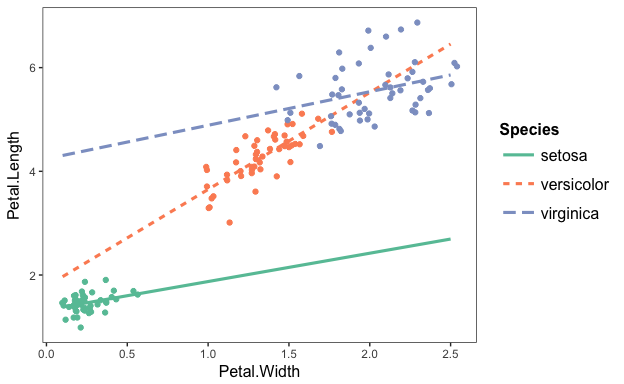 Petal.Length
6
4
2
0.0 0.5 1.0 1.5 2.0 2.5
Petal.Width
Species
setosa
versicolor
virginica